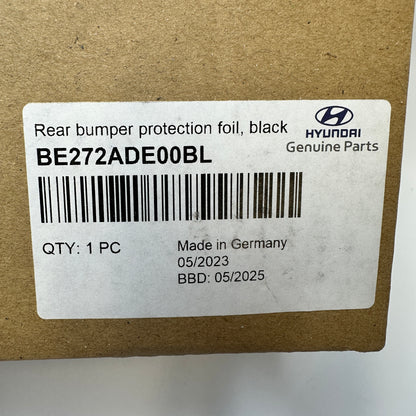 Rear bumper protection foil, black
HYUNDAI
Genuine Parts
BE272ADE00BL
QTY: 1 PC
Made in Germany
05/2023
BBD: 05/2025